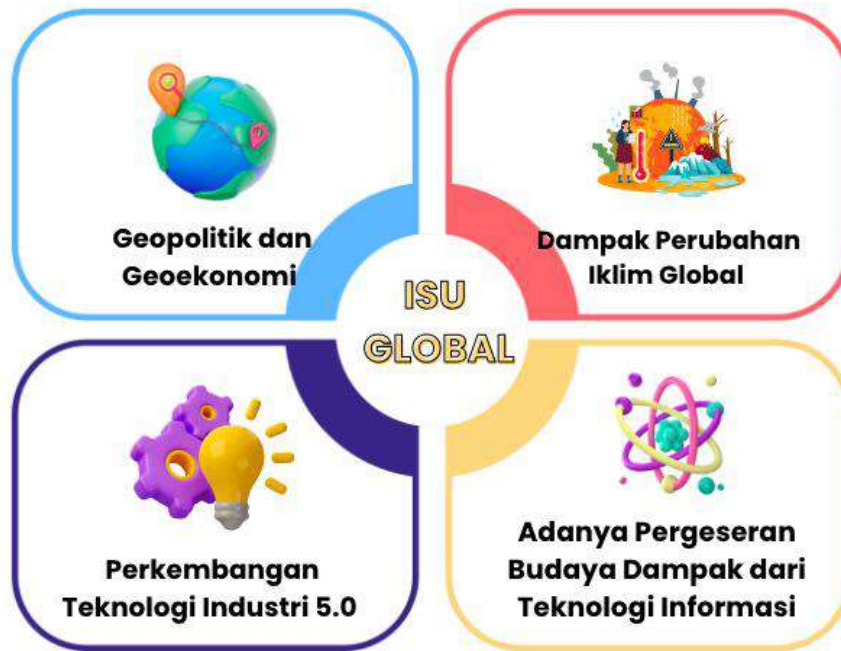 Geopolitik dan
Geoekonomi
Dampak Perubahan
Iklim Global
ISU
GLOBAL
Perkembangan
Teknologi Industri 5.0
Adanya Pergeseran
Budaya Dampak dari
Teknologi Informasi